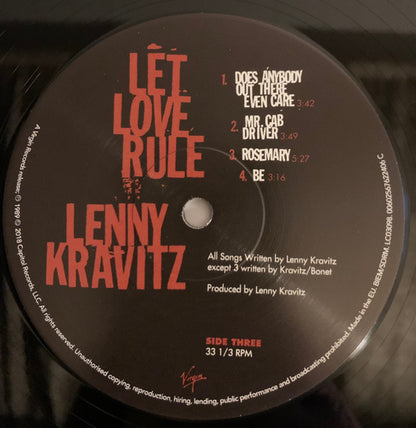 LET
LOVE
RULE
LENNY
KRAVITZ
1. DOES ANYBODY
OUT THERE
EVEN CARE 3:42
2. MR. CAB
DRIVER 3:49
3. ROSEMARY 5:27
4. BE 3:16
All Songs Written by Lenny Kravitz
except 3 written by Kravitz/Bonet
Produced by Lenny Kravitz
SIDE THREE
33 1/3 RPM
Virgin
A Virgin Records release; ℗ 1989 © 2018 Capitol Records, LLC. All rights reserved. Unauthorised copying, reproduction, hiring, lending, public performance and broadcasting prohibited. Made in the EU. BIEM/SDRM. LC03098. 00602567622406 C